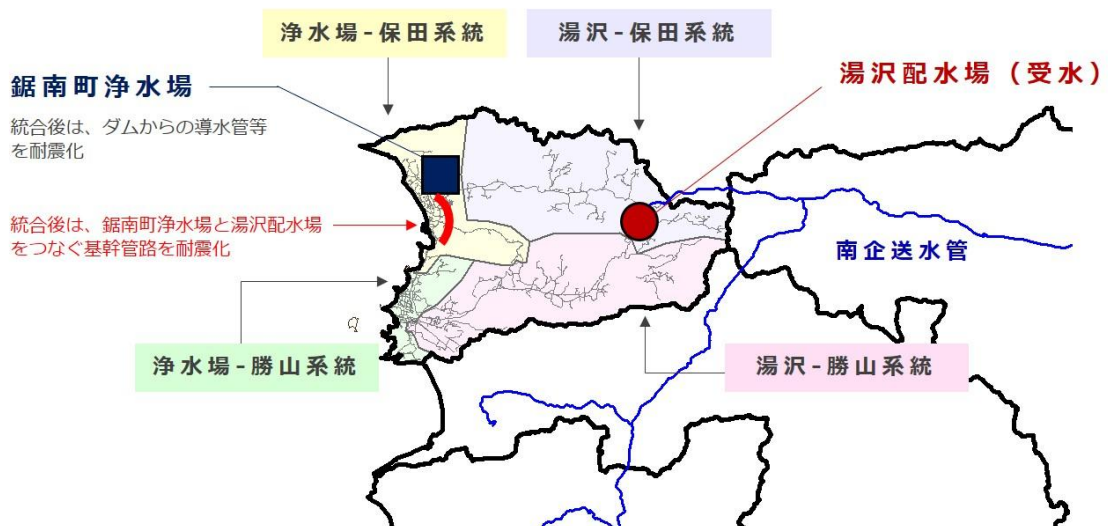 浄水場-保田系統
湯沢-保田系統
鋸南町浄水場
湯沢配水場（受水）
統合後は、ダムからの導水管等
を耐震化
統合後は、鋸南町浄水場と湯沢配水場
をつなぐ基幹管路を耐震化
南企送水管
浄水場-勝山系統
湯沢-勝山系統